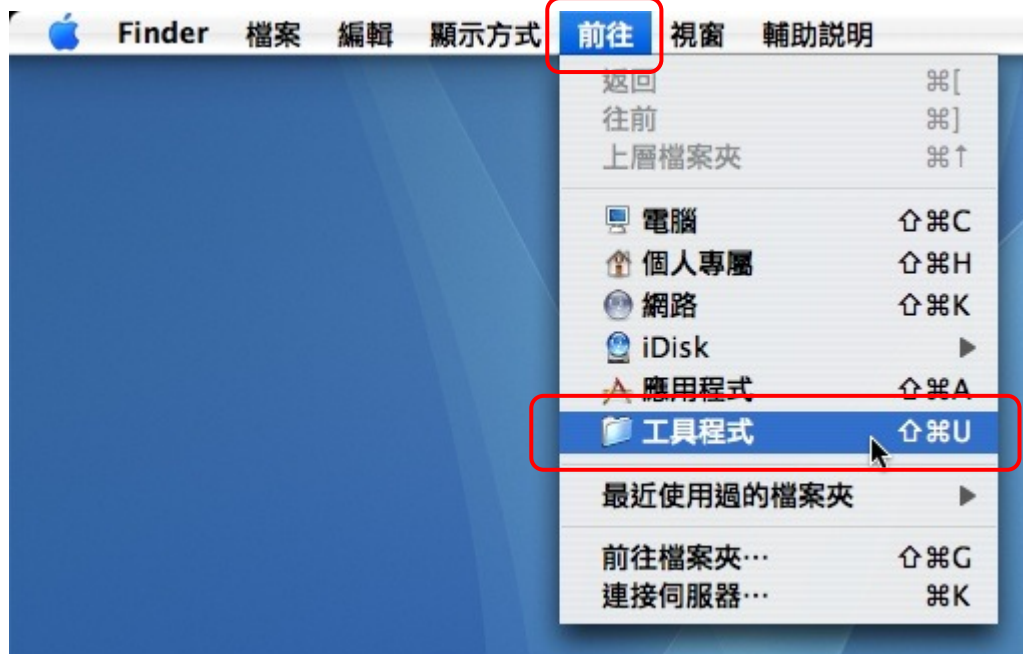 Finder 檔案 編輯 顯示方式 前往 視窗 輔助說明
返回 ⌘[
往前 ⌘]
上層檔案夾 ⌘↑
電腦 ⇧⌘C
個人專屬 ⇧⌘H
網路 ⇧⌘K
iDisk ▶
應用程式 ⇧⌘A
工具程式 ⇧⌘U
最近使用過的檔案夾 ▶
前往檔案夾⋯ ⇧⌘G
連接伺服器⋯ ⌘K